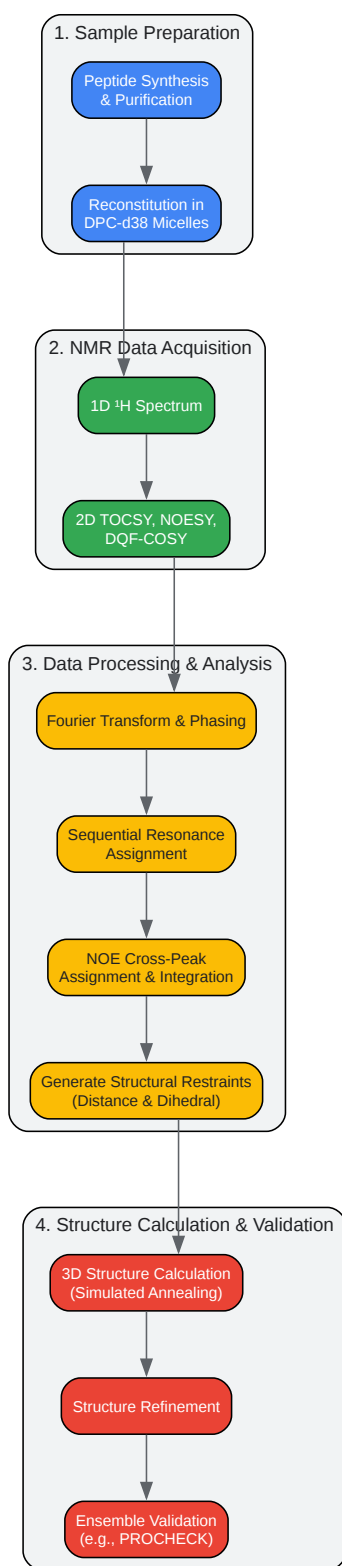 1. Sample Preparation
Peptide Synthesis
& Purification
Reconstitution in
DPC-d38 Micelles
2. NMR Data Acquisition
1D ¹H Spectrum
2D TOCSY, NOESY,
DQF-COSY
3. Data Processing & Analysis
Fourier Transform & Phasing
Sequential Resonance
Assignment
NOE Cross-Peak
Assignment & Integration
Generate Structural Restraints
(Distance & Dihedral)
4. Structure Calculation & Validation
3D Structure Calculation
(Simulated Annealing)
Structure Refinement
Ensemble Validation
(e.g., PROCHECK)